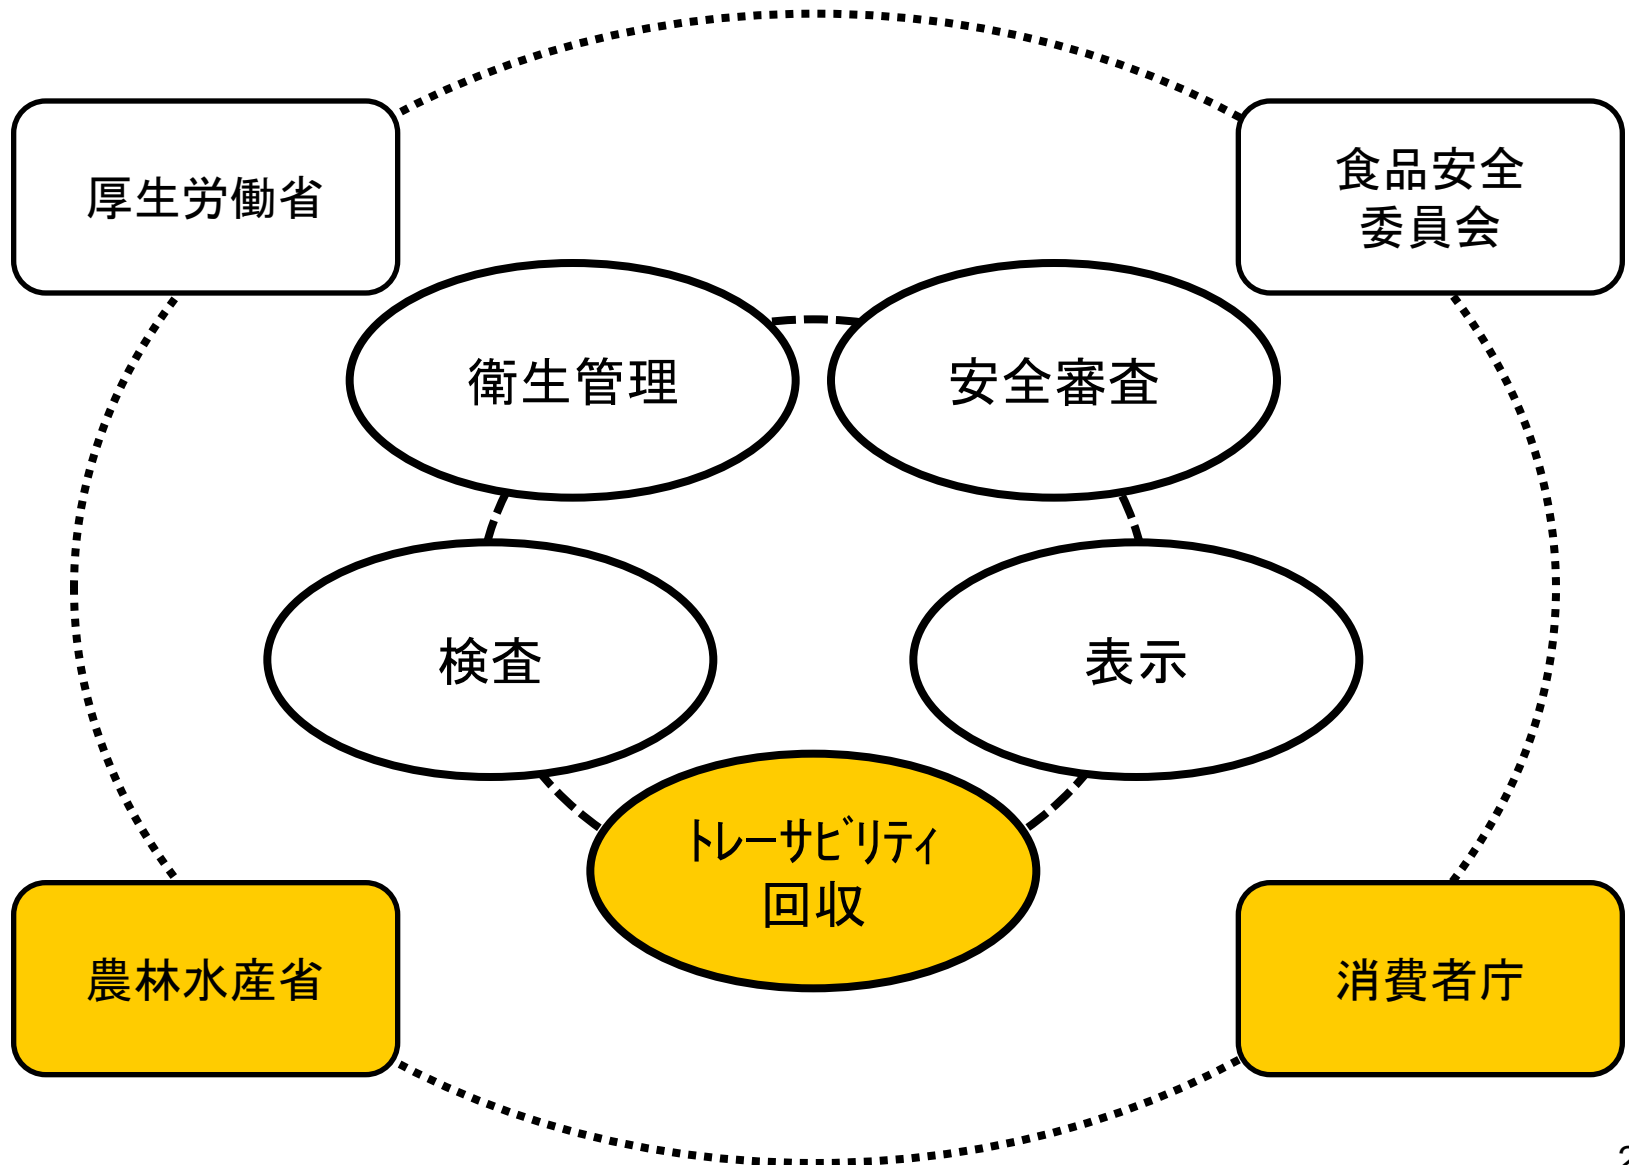 厚生労働省
食品安全
委員会
衛生管理
安全審査
検査
表示
ﾄﾚｰｻﾋﾞﾘﾃｨ
回収
農林水産省
消費者庁